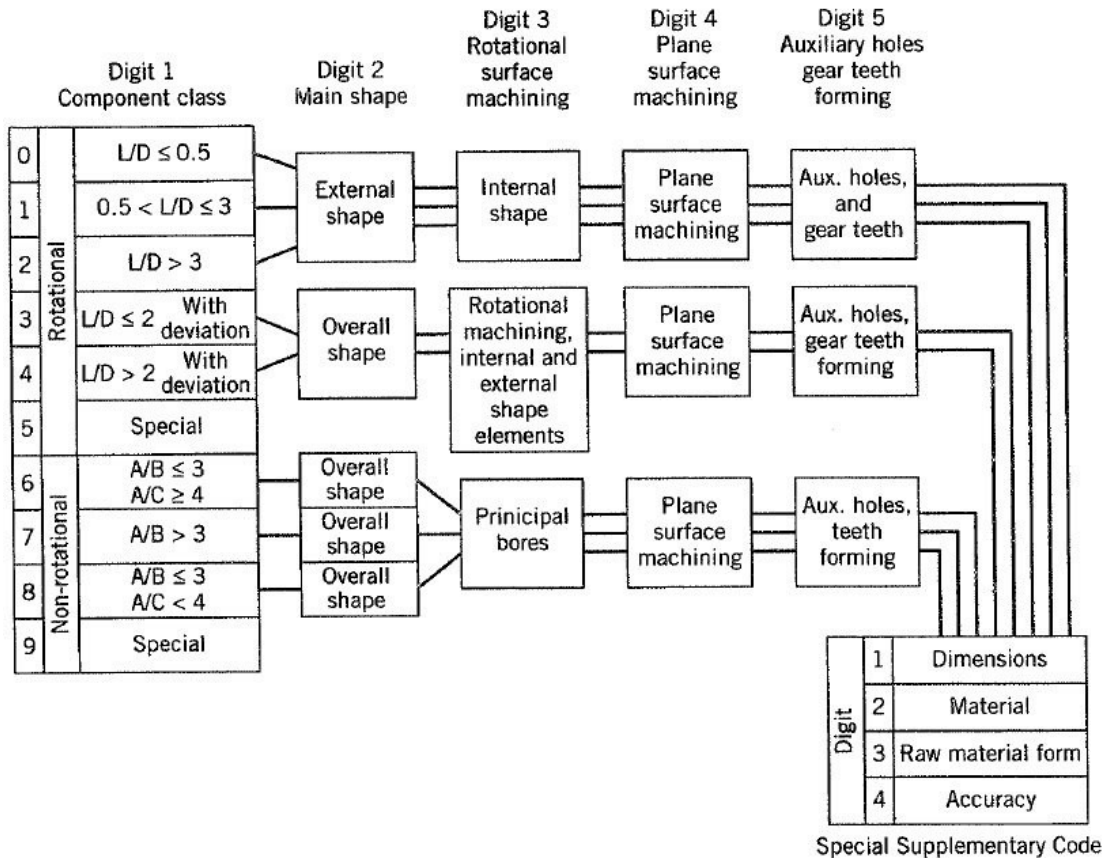 Digit 1
Component class
Digit 2
Main shape
Digit 3
Rotational
surface
machining
Digit 4
Plane
surface
machining
Digit 5
Auxiliary holes
gear teeth
forming
Rotational
0
L/D ≤ 0.5
1
0.5 < L/D ≤ 3
2
L/D > 3
3
L/D ≤ 2 With
deviation
4
L/D > 2 With
deviation
5
Special
Non-rotational
6
A/B ≤ 3
A/C ≥ 4
7
A/B > 3
8
A/B ≤ 3
A/C < 4
9
Special
External
shape
Internal
shape
Plane
surface
machining
Aux. holes,
and
gear teeth
Overall
shape
Rotational
machining,
internal and
external
shape
elements
Plane
surface
machining
Aux. holes,
gear teeth
forming
Overall
shape
Overall
shape
Overall
shape
Prinicipal
bores
Plane
surface
machining
Aux. holes,
teeth
forming
Digit
1 Dimensions
2 Material
3 Raw material form
4 Accuracy
Special Supplementary Code